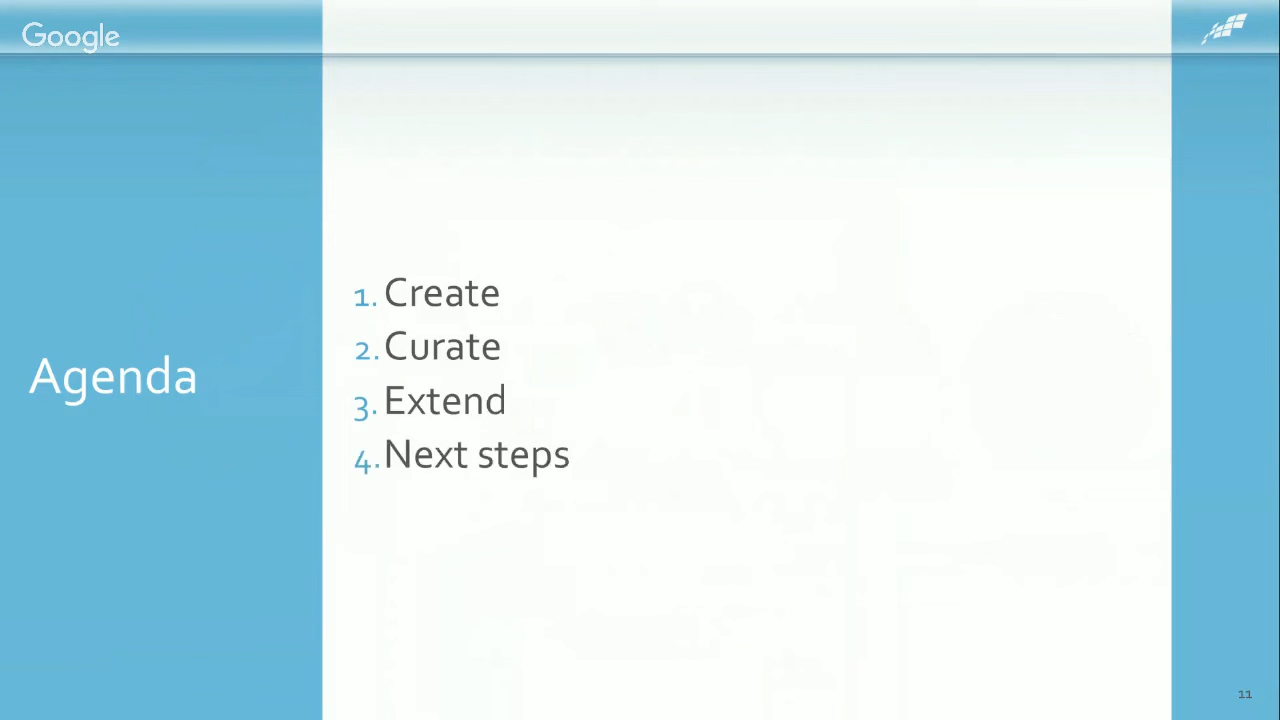 Google
Agenda
1. Create
2. Curate
3. Extend
4. Next steps
11